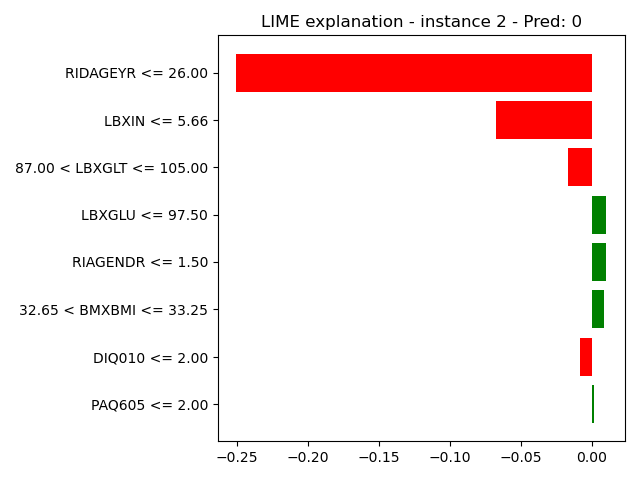 LIME explanation - instance 2 - Pred: 0
RIDAGEYR <= 26.00
LBXIN <= 5.66
87.00 < LBXGLT <= 105.00
LBXGLU <= 97.50
RIAGENDR <= 1.50
32.65 < BMXBMI <= 33.25
DIQ010 <= 2.00
PAQ605 <= 2.00
−0.25 −0.20 −0.15 −0.10 −0.05 0.00